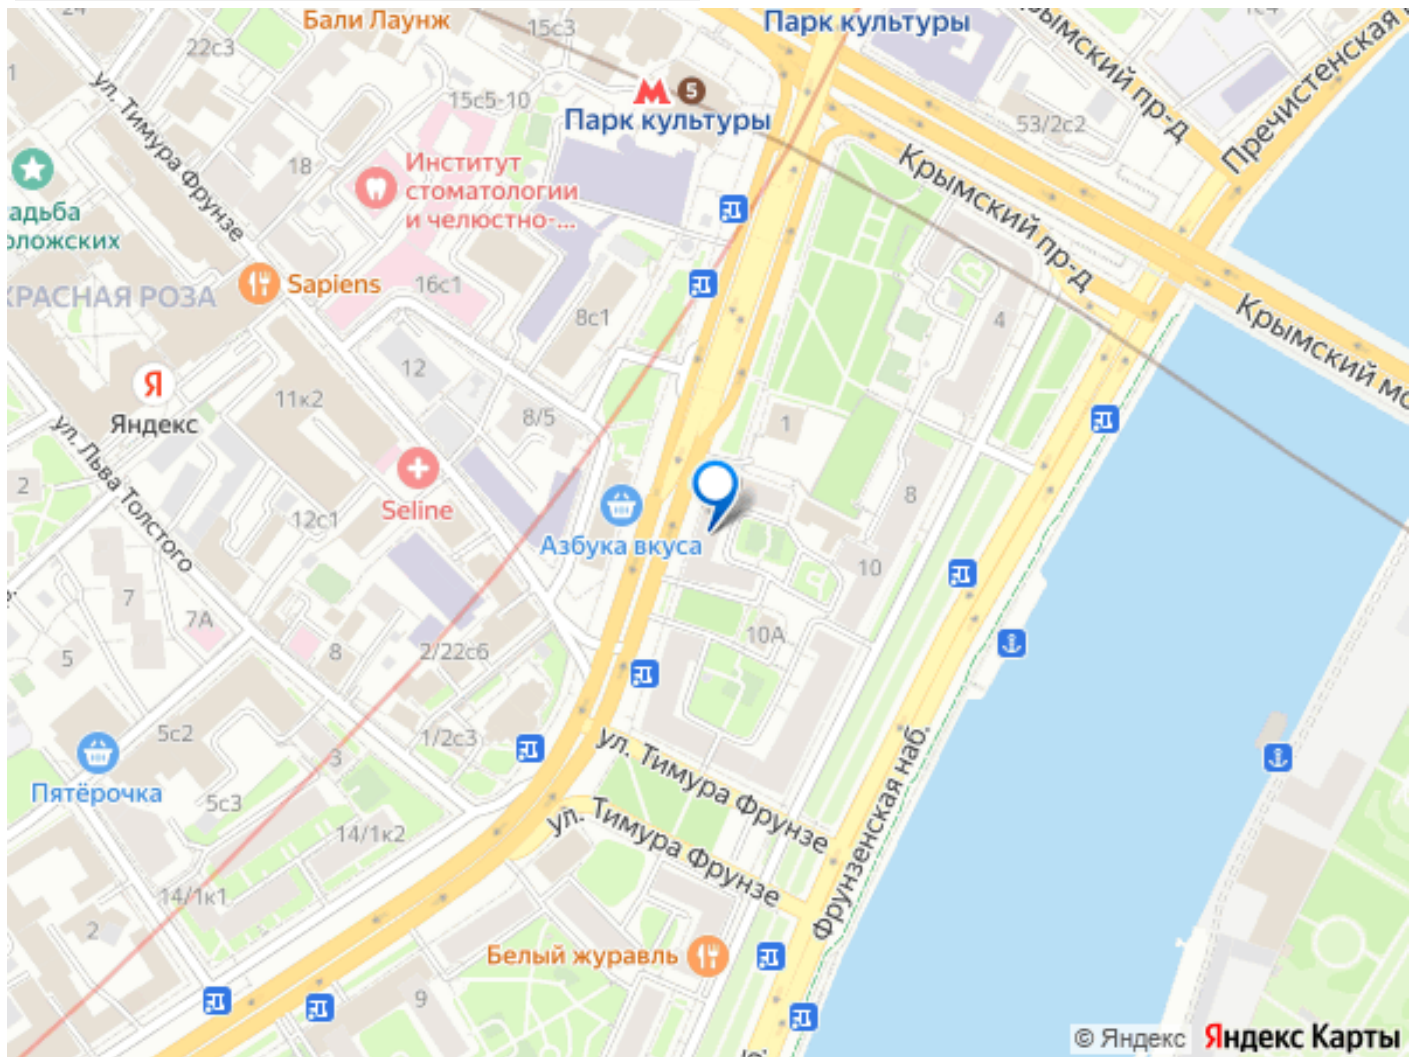 24
Бали Лаунж
15с3
Парк культуры
1с4
22с3
Крымский пр-д
Пречистенская
ул. Тимура Фрунзе
15с5-10
5
Парк культуры
53/2с2
18
Институт
стоматологии
и челюстно-...
Крымский пр-д
адьба
оложских
Sapiens
16с1
КРАСНАЯ РОЗА
8с1
4
Крымский мо
12
Я
Яндекс
11к2
8/5
1
ул. Льва Толстого
2
Seline
8
12с1
Азбука вкуса
10
7
7А
10А
5
8
2/22с6
5с2
1/2с3
3
ул. Тимура Фрунзе
Фрунзенская наб.
Пятёрочка
5с3
14/1к2
ул. Тимура Фрунзе
14/1к1
2
Белый журавль
9
© Яндекс Яндекс Карты